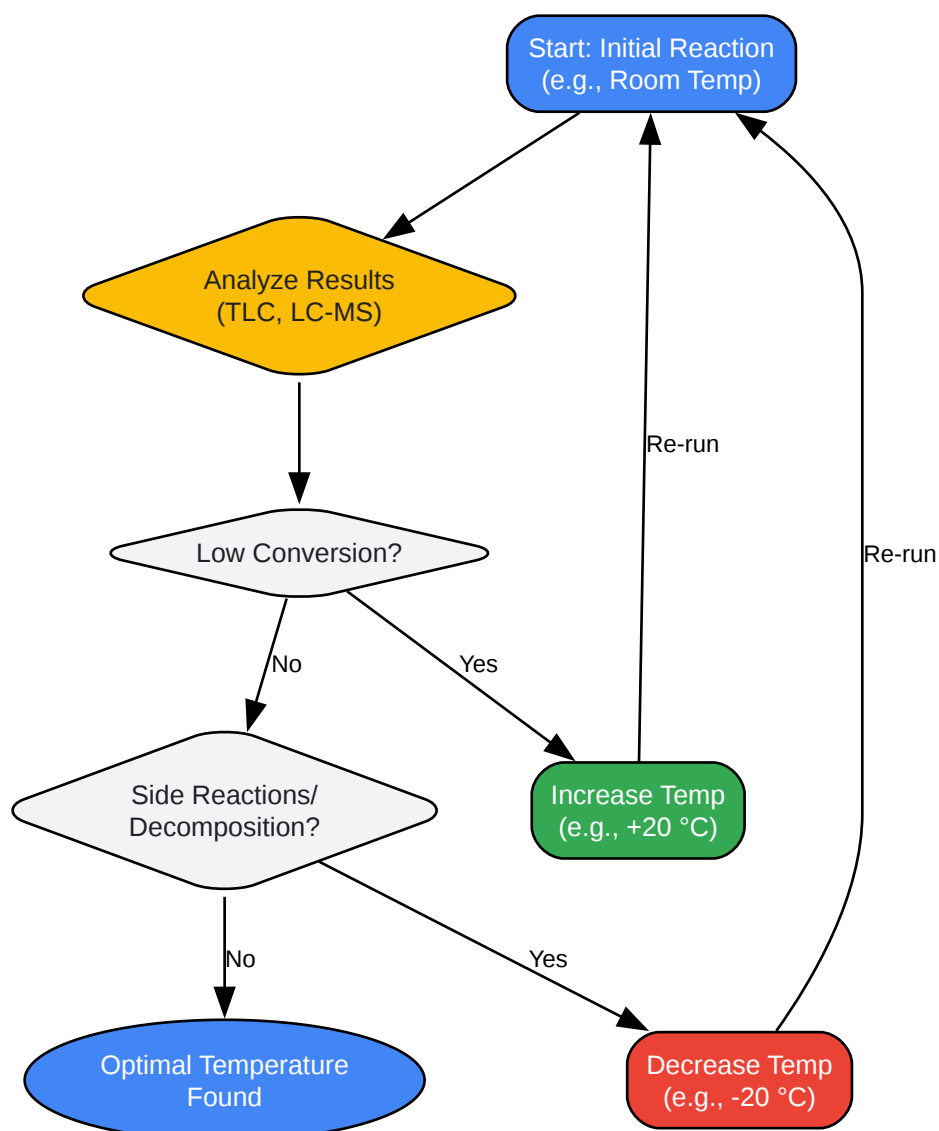 Start: Initial Reaction
(e.g., Room Temp)
Analyze Results
(TLC, LC-MS)
Re-run
Low Conversion?
Re-run
No
Yes
Side Reactions/
Decomposition?
Increase Temp
(e.g., +20 °C)
No
Yes
Optimal Temperature
Found
Decrease Temp
(e.g., -20 °C)